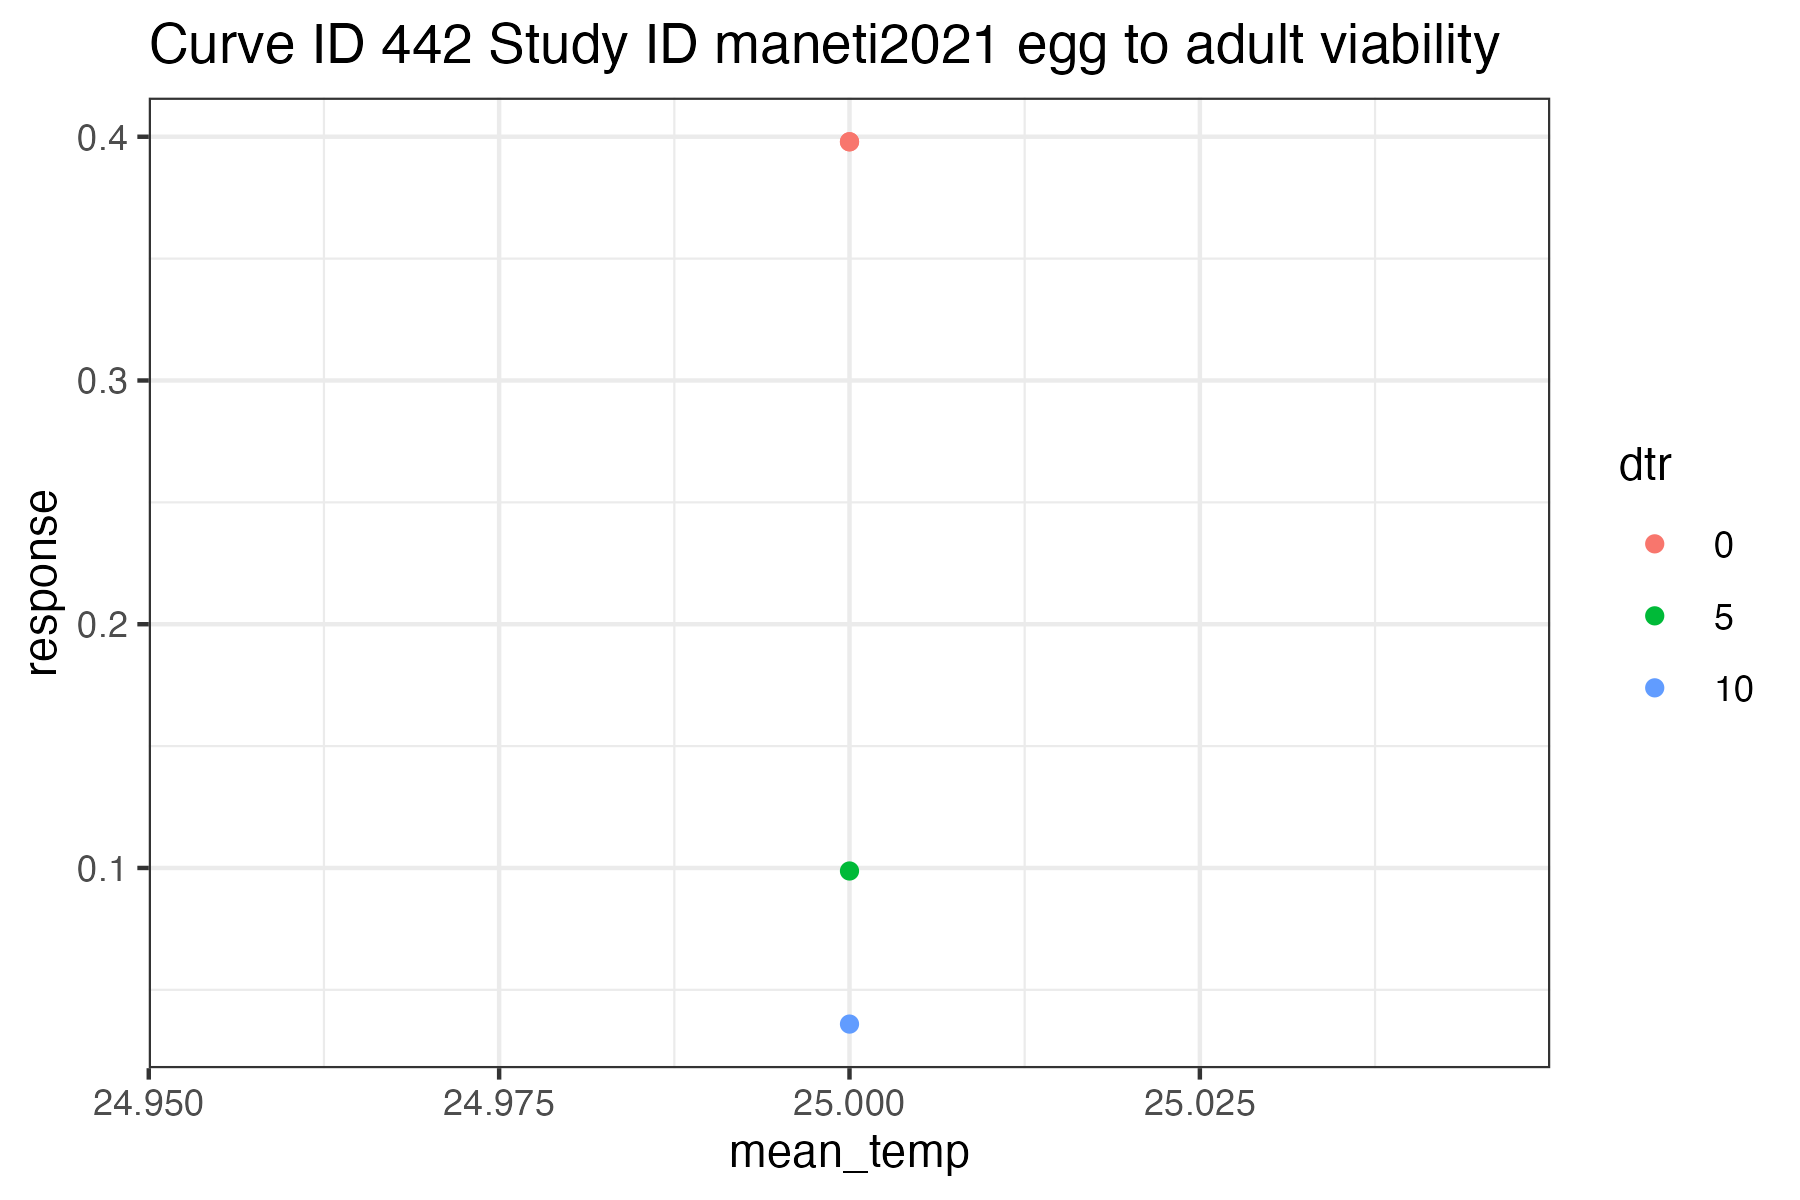 Curve ID 442 Study ID maneti2021 egg to adult viability
0.4
0.3
0.2
0.1
response
24.950 24.975 25.000 25.025
mean_temp
dtr
0
5
10